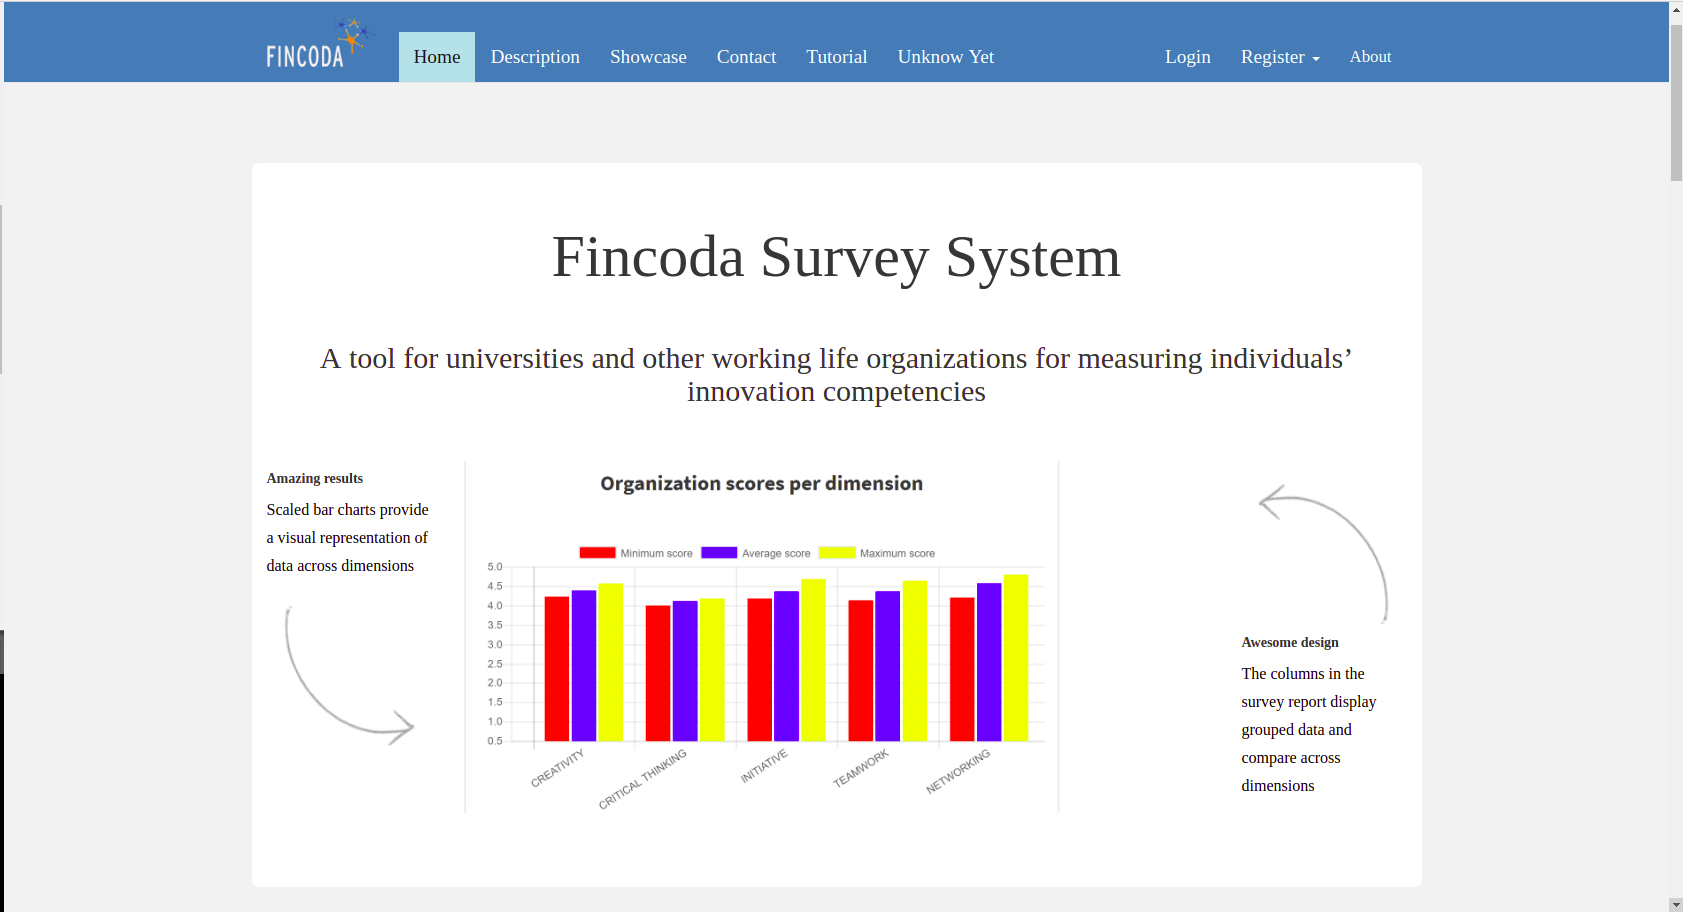 FINCODA
Home Description Showcase Contact Tutorial Unknow Yet Login Register About
Fincoda Survey System
A tool for universities and other working life organizations for measuring individuals’
innovation competencies
Amazing results
Scaled bar charts provide
a visual representation of
data across dimensions
Organization scores per dimension
Minimum score Average score Maximum score
5.0
4.5
4.0
3.5
3.0
2.5
2.0
1.5
1.0
0.5
CREATIVITY
CRITICAL THINKING
INITIATIVE
TEAMWORK
NETWORKING
Awesome design
The columns in the
survey report display
grouped data and
compare across
dimensions